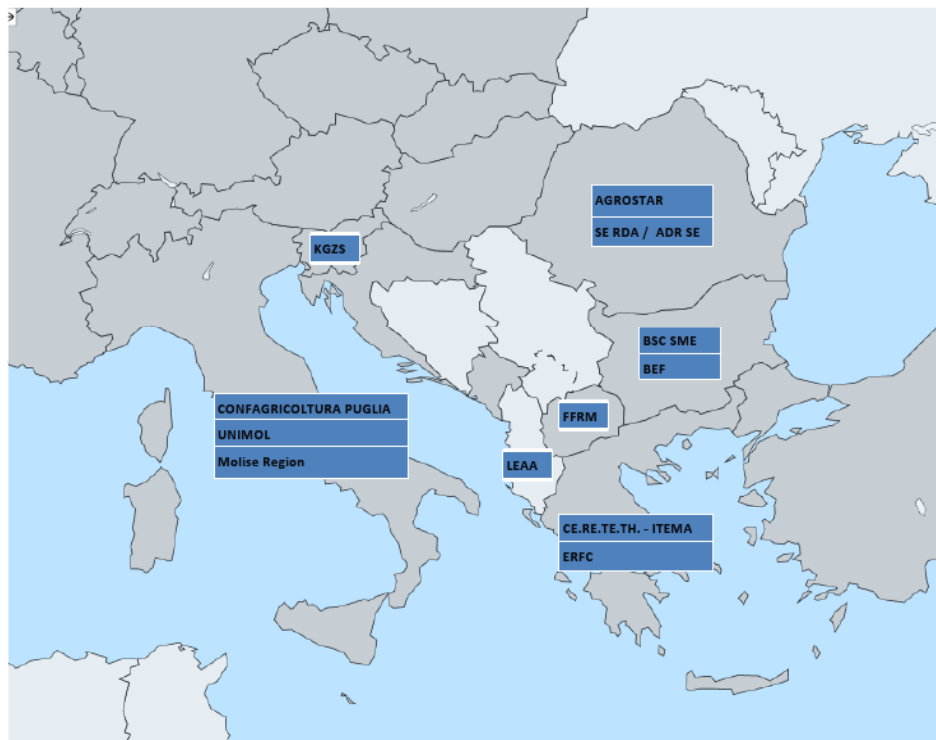 AGROSTAR
SE RDA / ADR SE
KGZS
BSC SME
BEF
CONFAGRICOLTURA PUGLIA
UNIMOL
Molise Region
FFRM
LEAA
CE.RE.TE.TH. - ITEMA
ERFC